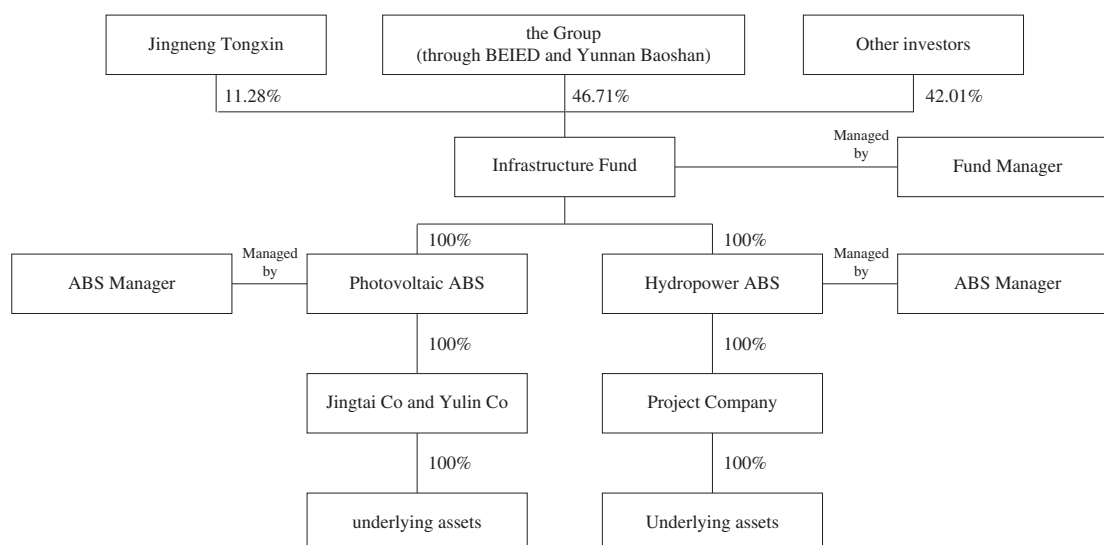 Jingneng Tongxin
the Group
(through BEIED and Yunnan Baoshan)
Other investors
11.28%
46.71%
42.01%
Infrastructure Fund
Managed
by
Fund Manager
100%
100%
ABS Manager
Managed
by
Photovoltaic ABS
Hydropower ABS
Managed
by
ABS Manager
100%
100%
Jingtai Co and Yulin Co
Project Company
100%
100%
underlying assets
Underlying assets